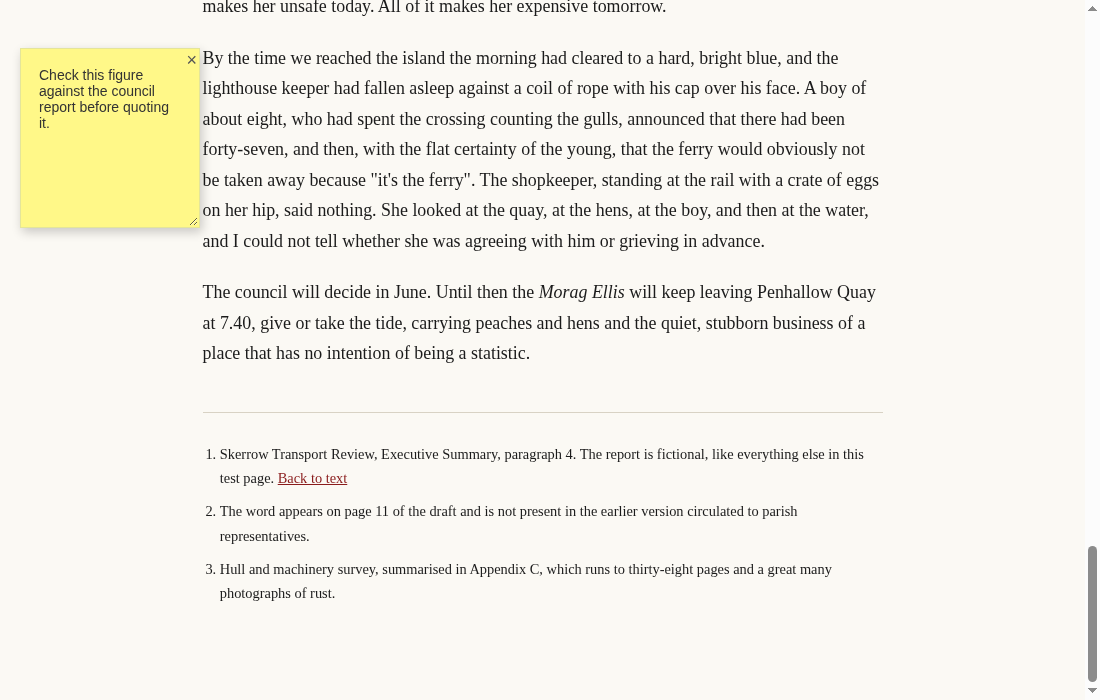 makes her unsafe today. All of it makes her expensive tomorrow.
×
Check this figure
against the council
report before quoting
it.
By the time we reached the island the morning had cleared to a hard, bright blue, and the
lighthouse keeper had fallen asleep against a coil of rope with his cap over his face. A boy of
about eight, who had spent the crossing counting the gulls, announced that there had been
forty-seven, and then, with the flat certainty of the young, that the ferry would obviously not
be taken away because "it's the ferry". The shopkeeper, standing at the rail with a crate of eggs
on her hip, said nothing. She looked at the quay, at the hens, at the boy, and then at the water,
and I could not tell whether she was agreeing with him or grieving in advance.
The council will decide in June. Until then the Morag Ellis will keep leaving Penhallow Quay
at 7.40, give or take the tide, carrying peaches and hens and the quiet, stubborn business of a
place that has no intention of being a statistic.
1. Skerrow Transport Review, Executive Summary, paragraph 4. The report is fictional, like everything else in this
test page. Back to text
2. The word appears on page 11 of the draft and is not present in the earlier version circulated to parish
representatives.
3. Hull and machinery survey, summarised in Appendix C, which runs to thirty-eight pages and a great many
photographs of rust.